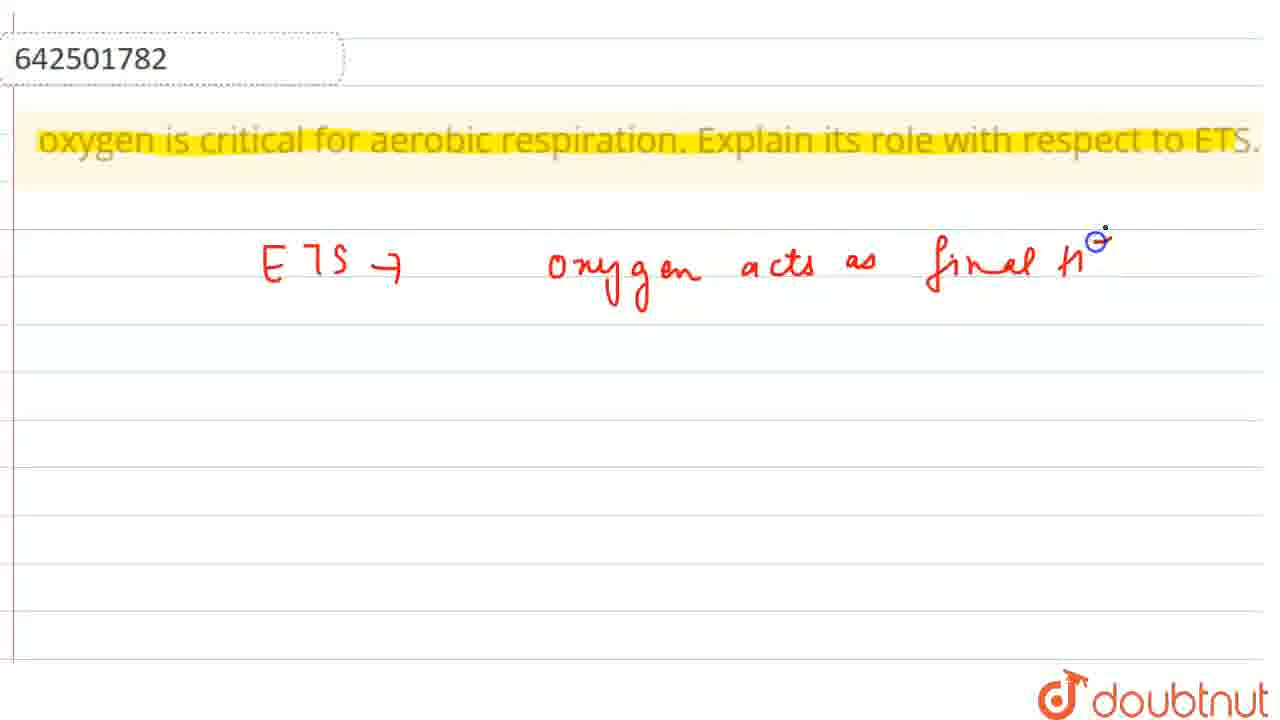 642501782
oxygen is critical for aerobic respiration. Explain its role with respect to ETS.
ETS → oxygen acts as final H
doubtnut